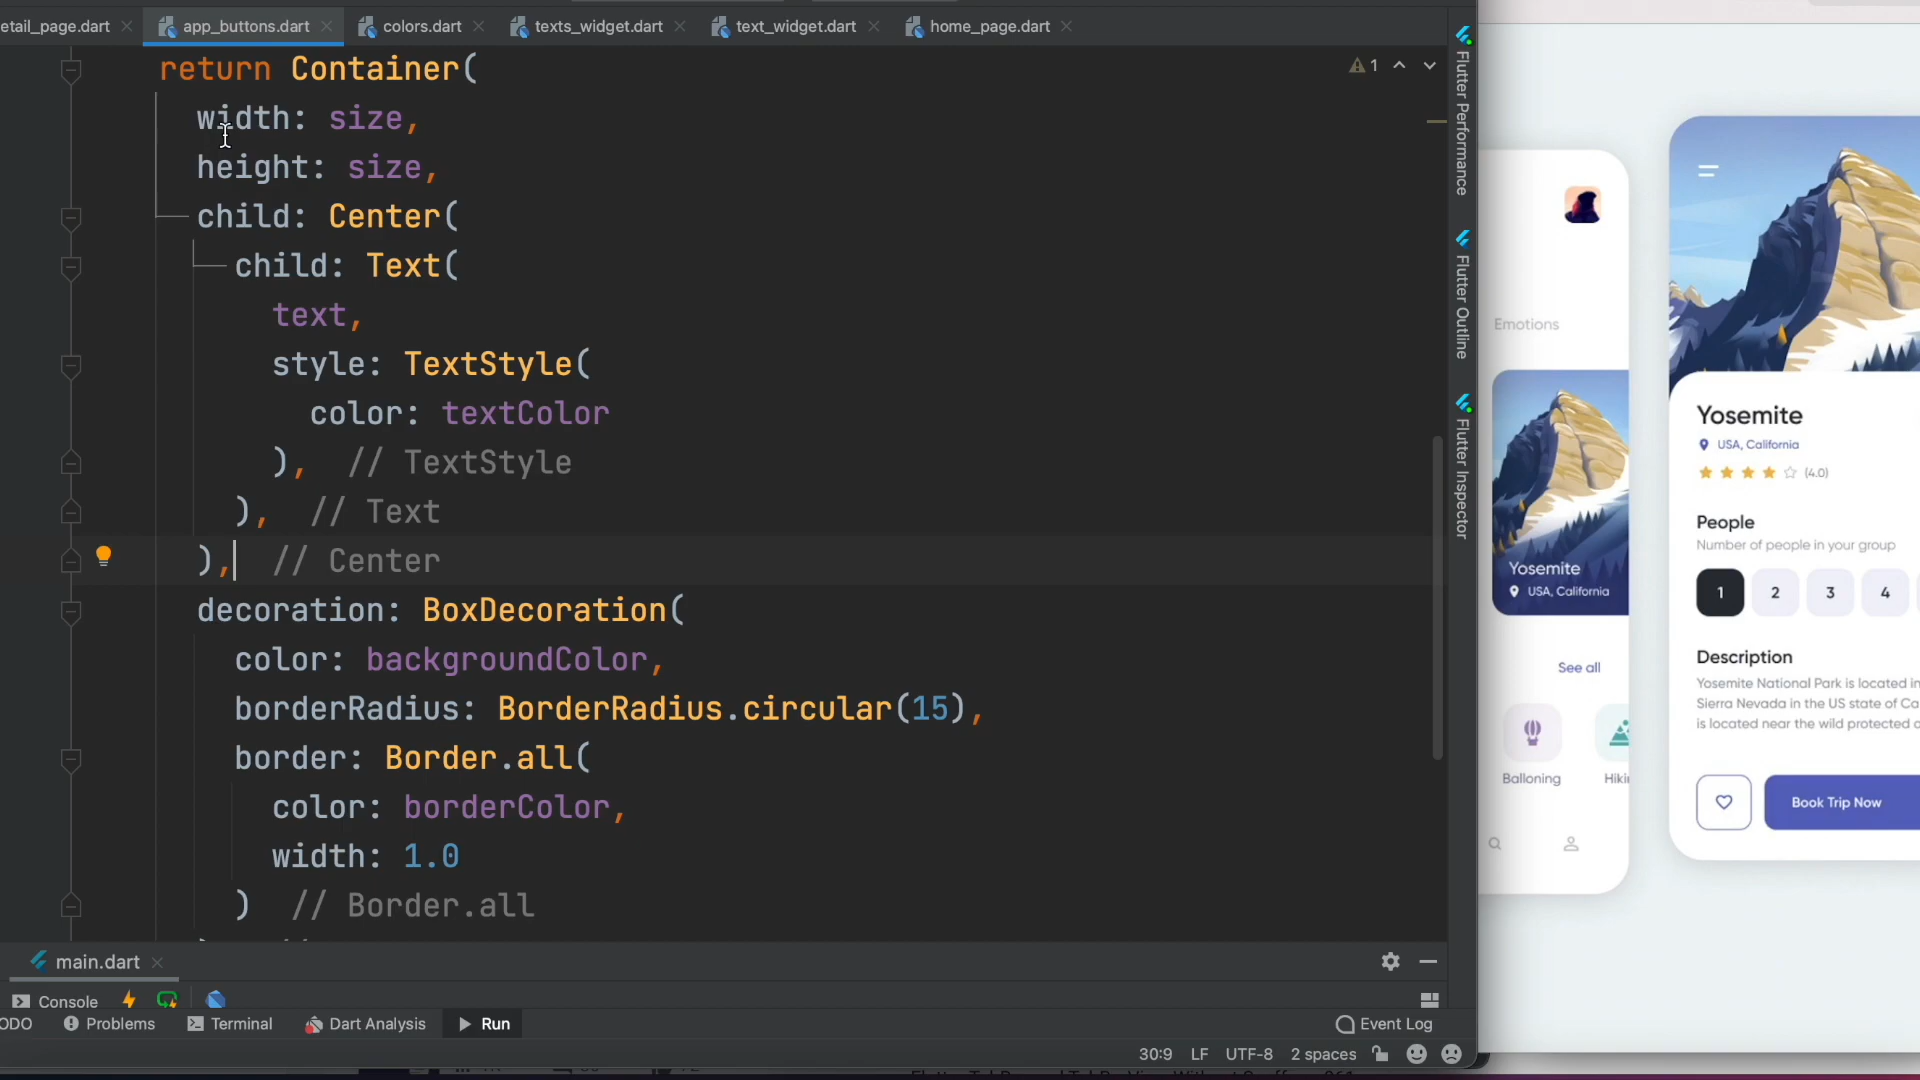 etail_page.dart
app_buttons.dart
colors.dart
texts_widget.dart
text_widget.dart
home_page.dart
return Container(
width: size,
height: size,
child: Center(
child: Text(
text,
style: TextStyle(
color: textColor
), // TextStyle
), // Text
), // Center
decoration: BoxDecoration(
color: backgroundColor,
borderRadius: BorderRadius.circular(15),
border: Border.all(
color: borderColor,
width: 1.0
) // Border.all
1
Flutter Performance
Flutter Outline
Flutter Inspector
main.dart
Console
ODO
Problems
Terminal
Dart Analysis
Run
Event Log
30:9 LF UTF-8 2 spaces
Emotions
Yosemite
USA, California
See all
Balloning
Hiki
Yosemite
USA, California
(4.0)
People
Number of people in your group
1 2 3 4
Description
Yosemite National Park is located in
Sierra Nevada in the US state of Ca
is located near the wild protected
Book Trip Now